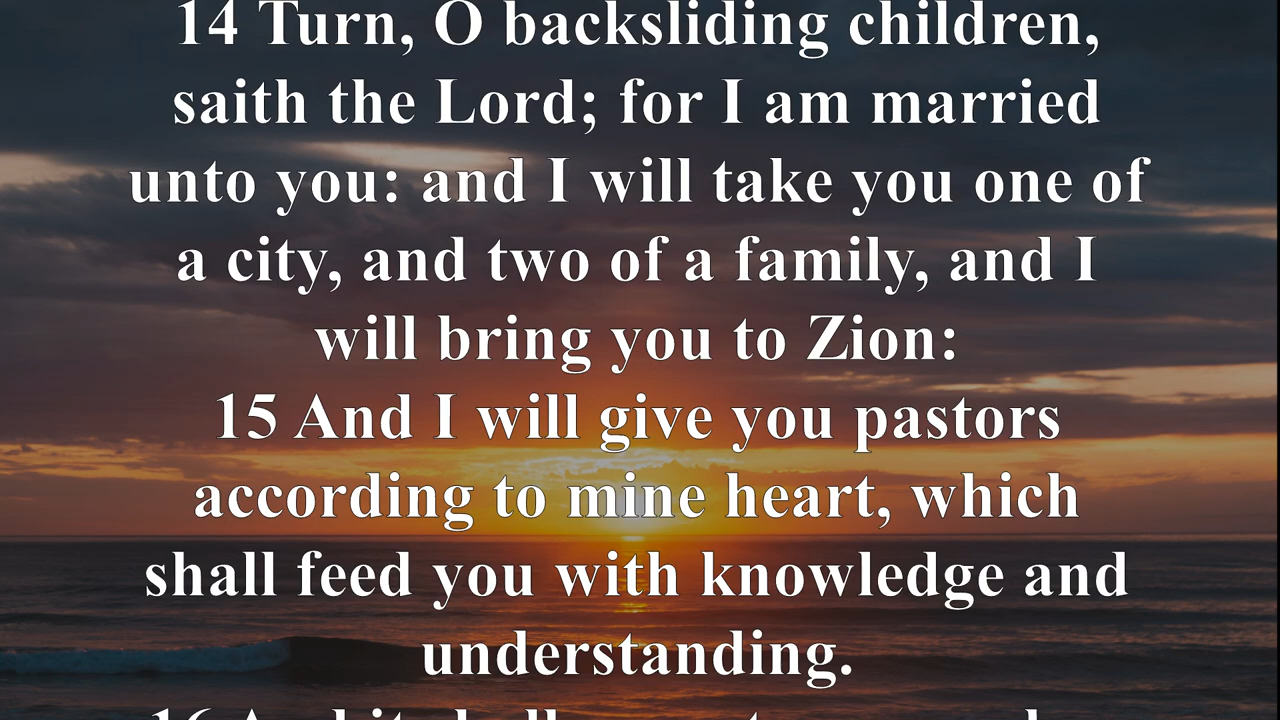 14 Turn, O backsliding children,
saith the Lord; for I am married
unto you: and I will take you one of
a city, and two of a family, and I
will bring you to Zion:
15 And I will give you pastors
according to mine heart, which
shall feed you with knowledge and
understanding.